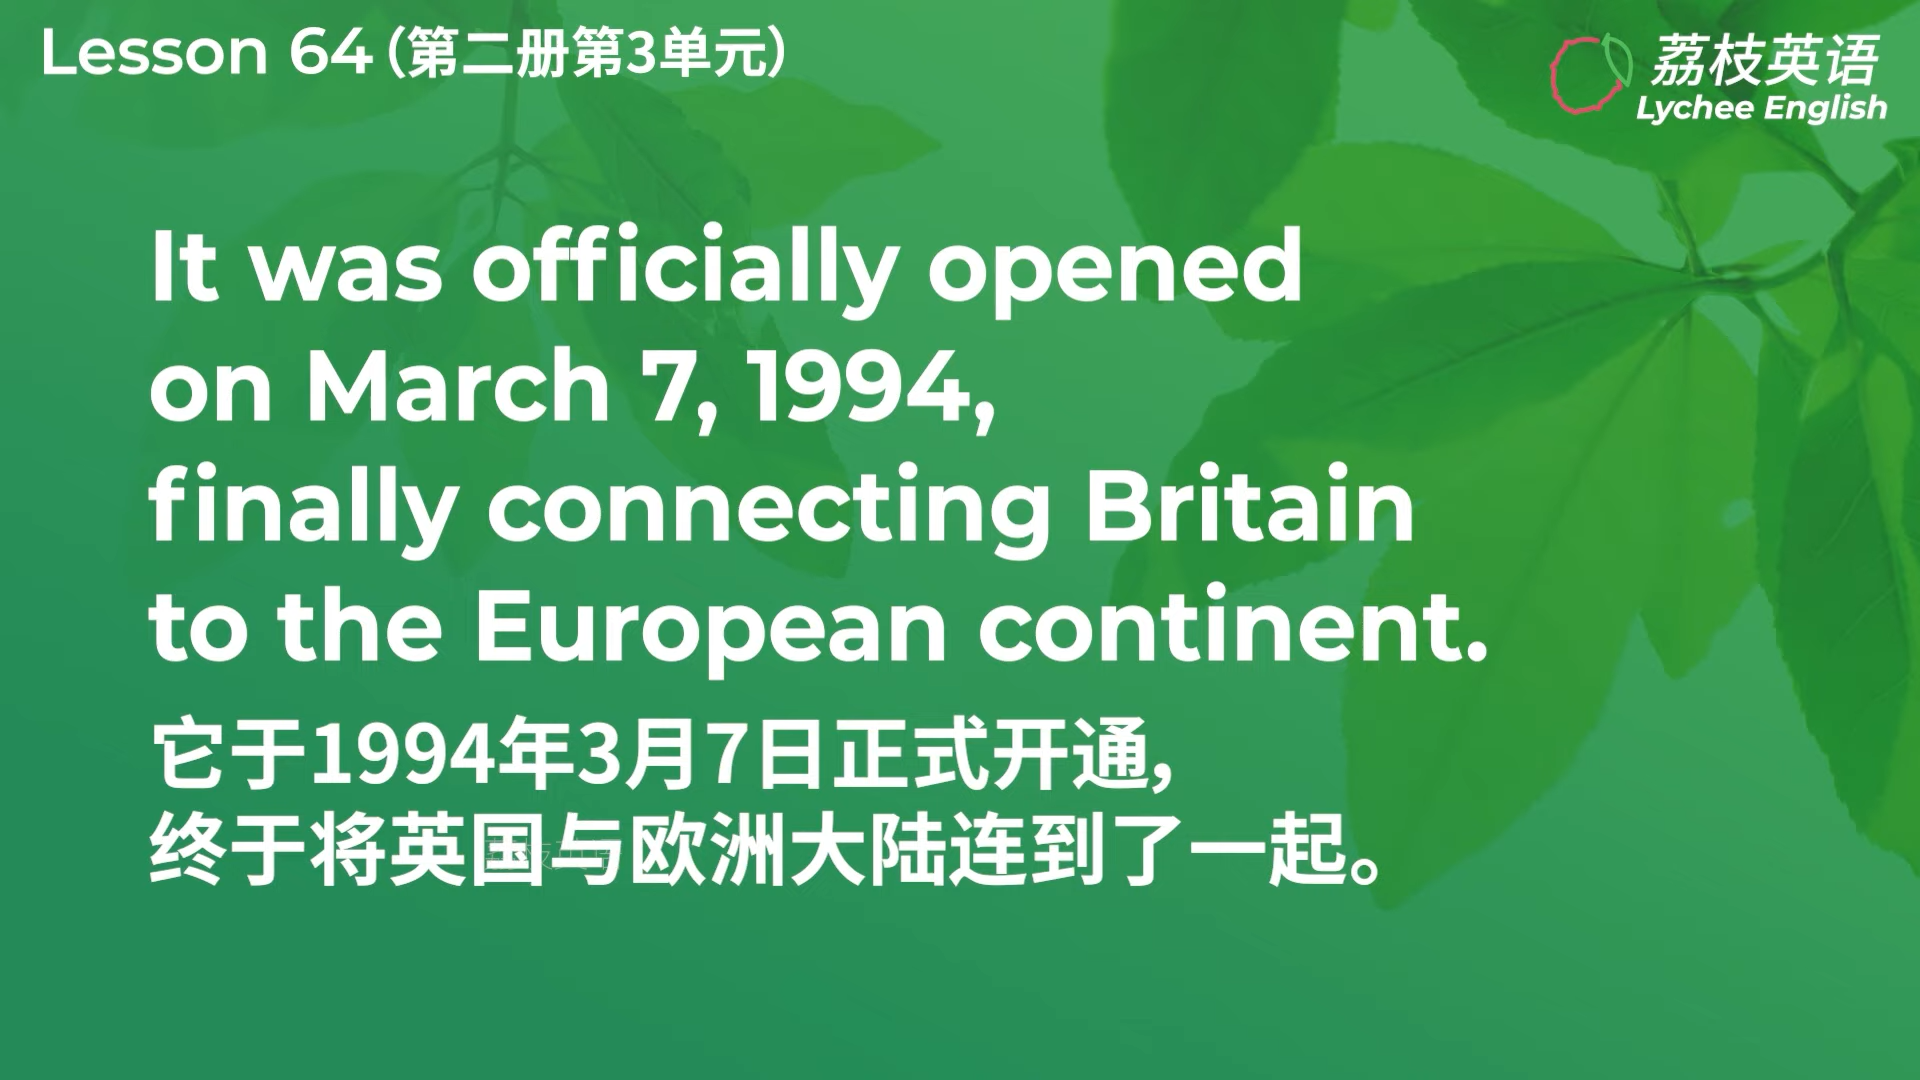 Lesson 64（第二册第3单元）
荔枝英语
Lychee English
It was officially opened
on March 7, 1994,
finally connecting Britain
to the European continent.
它于1994年3月7日正式开通，
终于将英国与欧洲大陆连到了一起。